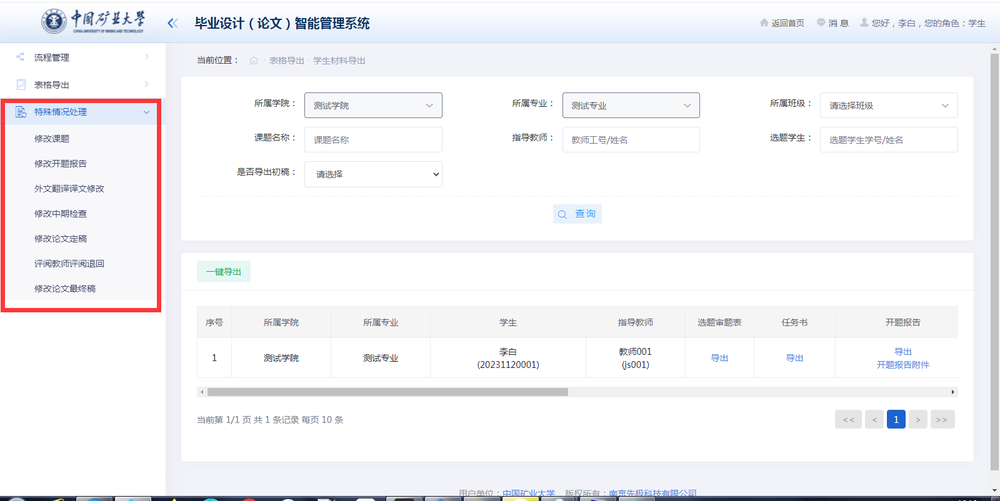 中国矿业大学
CHINA UNIVERSITY OF MINING AND TECHNOLOGY
毕业设计（论文）智能管理系统
返回首页 消 息 您好，李白，您的角色：学生
流程管理
表格导出
特殊情况处理
修改课题
修改开题报告
外文翻译译文修改
修改中期检查
修改论文定稿
评阅教师评阅退回
修改论文最终稿
当前位置： 表格导出 学生材料导出
所属学院： 测试学院 所属专业： 测试专业 所属班级： 请选择班级
课题名称： 课题名称 指导教师： 教师工号/姓名 选题学生： 选题学生学号/姓名
是否导出初稿： 请选择
查询
一键导出
序号 所属学院 所属专业 学生 指导教师 选题审题表 任务书 开题报告
1 测试学院 测试专业 李白 教师001 导出 导出 导出
(20231120001) (js001) 开题报告附件
当前第 1/1 页 共 1 条记录 每页 10 条
<< < 1 > >>
用户单位：中国矿业大学 版权所有：南京先极科技有限公司